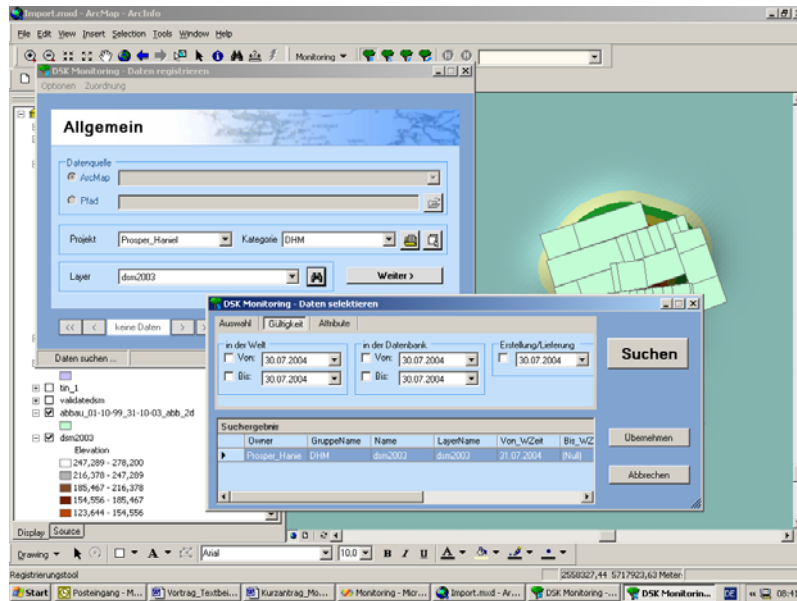 Import.mxd - ArcMap - ArcInfo
File Edit View Insert Selection Tools Window Help
Monitoring
DSK Monitoring - Daten registrieren
Optionen Zuordnung
Allgemein
Datenquelle
ArcMap
Pfad
Projekt Prosper_Haniel Kategorie DHM
Layer dsm2003 Weiter >
<< < keine Daten >
Daten suchen ...
DSK Monitoring - Daten selektieren
Auswahl Gültigkeit Attribute
in der Welt in der Datenbank Erstellung/Lieferung
Von: 30.07.2004 Von: 30.07.2004 30.07.2004 Suchen
Bis: 30.07.2004 Bis: 30.07.2004
Suchergebnis
Owner GruppeName Name LayerName Von_WZeit Bis_WZ
Prosper_Hanie DHM dsm2003 dsm2003 31.07.2004 (Null)
Übernehmen
Abbrechen
tin_1
validatedsm
abbau_01-10-99_31-10-03_abb_2d
dsm2003
Elevation
247,289 - 278,200
216,378 - 247,289
185,467 - 216,378
154,556 - 185,467
123,644 - 154,556
Display Source
Drawing A Arial 10,0 B I U A
Registrierungstool 2558327,44 5717923,63 Meter
Start Posteingang - M... Vortrag_Textbei... Kurzantrag_Mo... Monitoring - Micr... Import.mxd - Ar... DSK Monitoring -... DSK Monitorin... DE 08:41